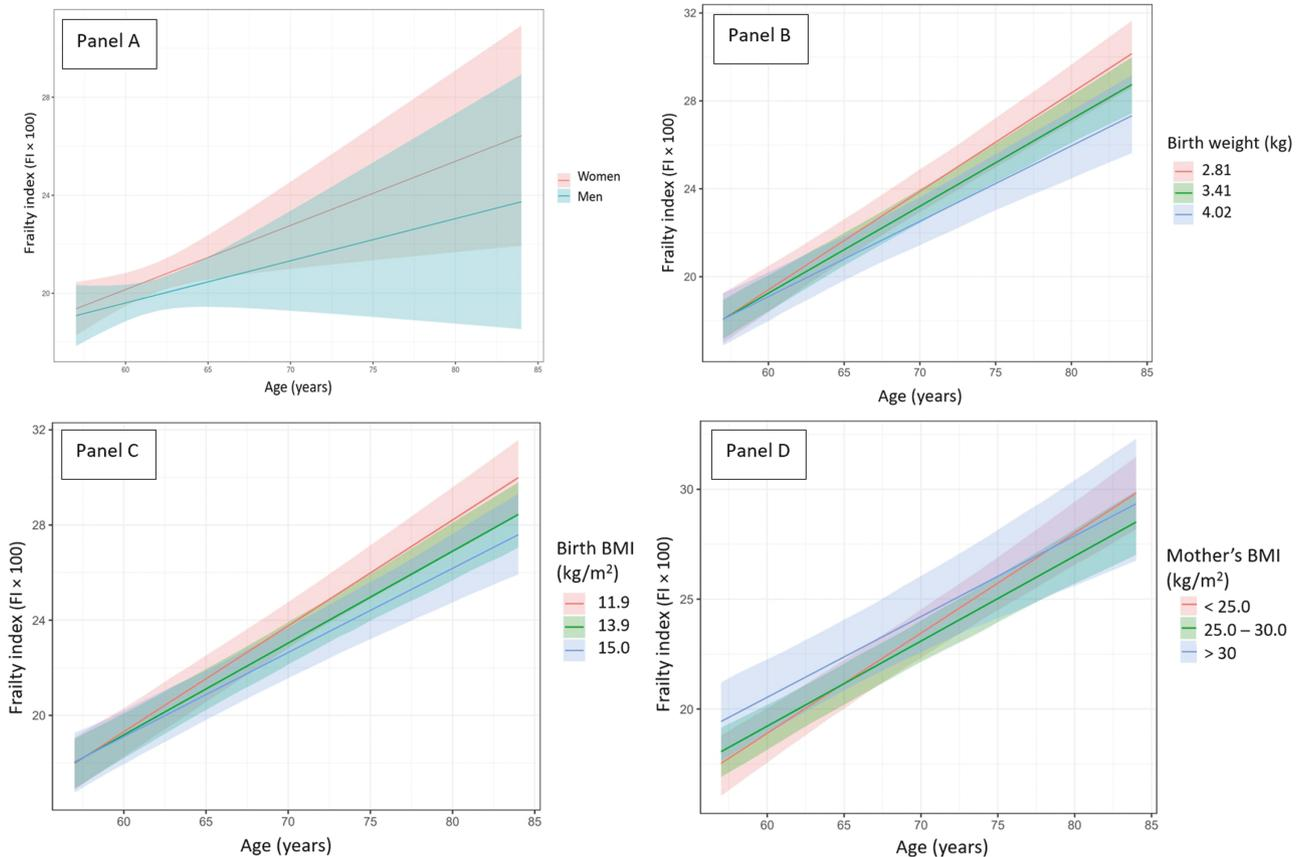 Panel A
Frailty index (FI × 100)
28
24
20
60 65 70 75 80 85
Age (years)
Women
Men
Panel B
Frailty index (FI × 100)
32
28
24
20
60 65 70 75 80 85
Age (years)
Birth weight (kg)
2.81
3.41
4.02
Panel C
Frailty index (FI × 100)
32
28
24
20
60 65 70 75 80 85
Age (years)
Birth BMI
(kg/m²)
11.9
13.9
15.0
Panel D
Frailty index (FI × 100)
30
25
20
60 65 70 75 80 85
Age (years)
Mother’s BMI
(kg/m²)
< 25.0
25.0 – 30.0
> 30